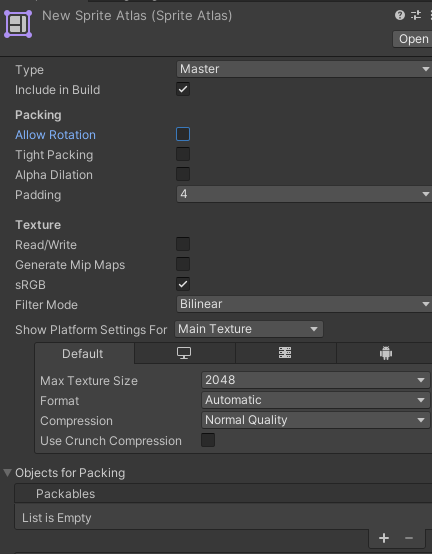 New Sprite Atlas (Sprite Atlas)
Open
Type Master
Include in Build
Packing
Allow Rotation
Tight Packing
Alpha Dilation
Padding 4
Texture
Read/Write
Generate Mip Maps
sRGB
Filter Mode Bilinear
Show Platform Settings For Main Texture
Default
Max Texture Size 2048
Format Automatic
Compression Normal Quality
Use Crunch Compression
Objects for Packing
Packables
List is Empty